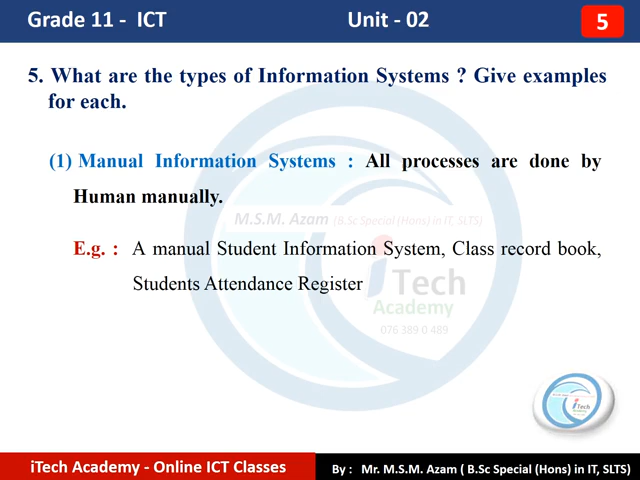 Grade 11 - ICT
Unit - 02
5
5. What are the types of Information Systems ? Give examples
for each.
(1) Manual Information Systems : All processes are done by
Human manually.
M.S.M. Azam (B.Sc Special (Hons) in IT, SLTS)
E.g. : A manual Student Information System, Class record book,
Students Attendance Register
iTech
Academy
076 389 0 489
iTech
Academy
iTech Academy - Online ICT Classes
By : Mr. M.S.M. Azam ( B.Sc Special (Hons) in IT, SLTS)